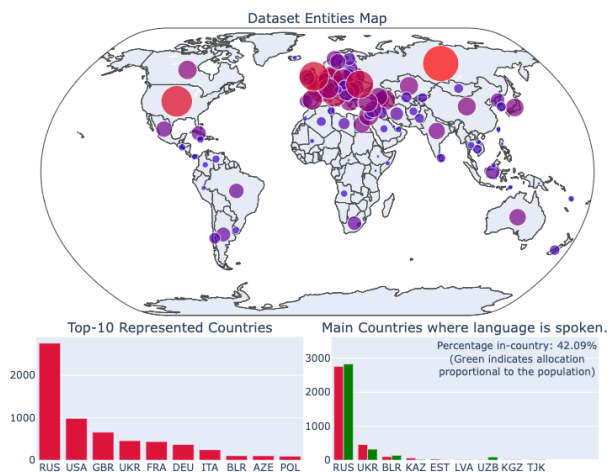 Dataset Entities Map
Top-10 Represented Countries
2000
1000
0
RUS USA GBR UKR FRA DEU ITA BLR AZE POL
Main Countries where language is spoken.
Percentage in-country: 42.09%
(Green indicates allocation
proportional to the population)
3000
2000
1000
0
RUS UKR BLR KAZ EST LVA UZB KGZ TJK